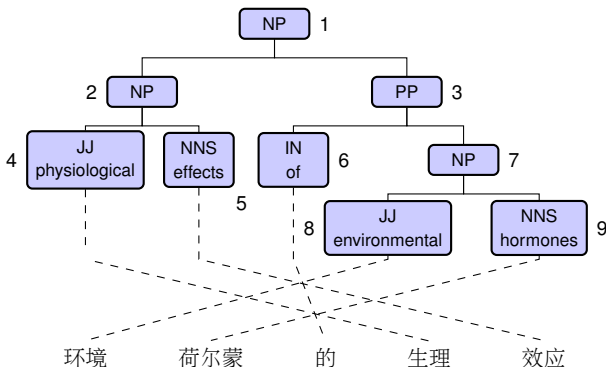 NP 1
2 NP PP 3
4 JJ physiological NNS effects 5 IN of 6 NP 7
8 JJ environmental NNS hormones 9
环境 荷尔蒙 的 生理 效应